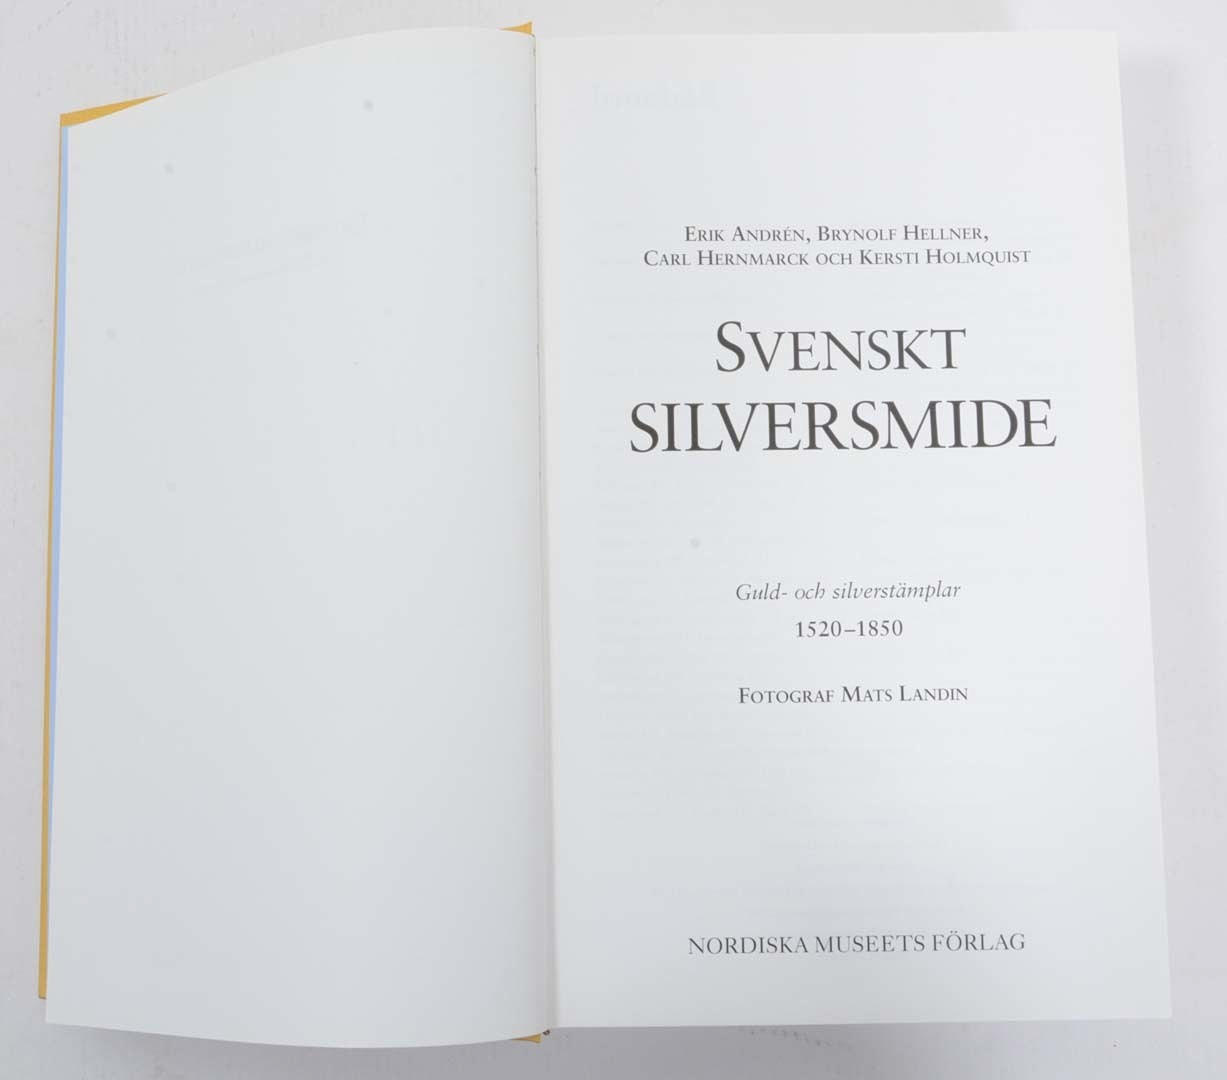 ERIK ANDRÉN, BRYNOLF HELLNER,
CARL HERNMARCK OCH KERSTI HOLMQUIST
SVENSKT
SILVERSMIDE
Guld- och silverstämplar
1520–1850
FOTOGRAF MATS LANDIN
NORDISKA MUSEETS FÖRLAG